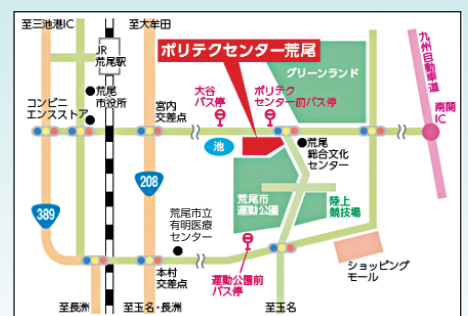 至三池港IC
至大牟田
ポリテクセンター荒尾
JR
荒尾駅
グリーンランド
九州自動車道
荒尾
市役所
大谷
バス停
ポリテク
センター前バス停
コンビニ
エンスストア
宮内
交差点
南関
IC
池
荒尾
総合文化
センター
208
389
荒尾市
運動公園
陸上
競技場
荒尾市立
有明医療
センター
本村
交差点
運動公園前
バス停
ショッピング
モール
至長洲
至玉名・長洲
至玉名